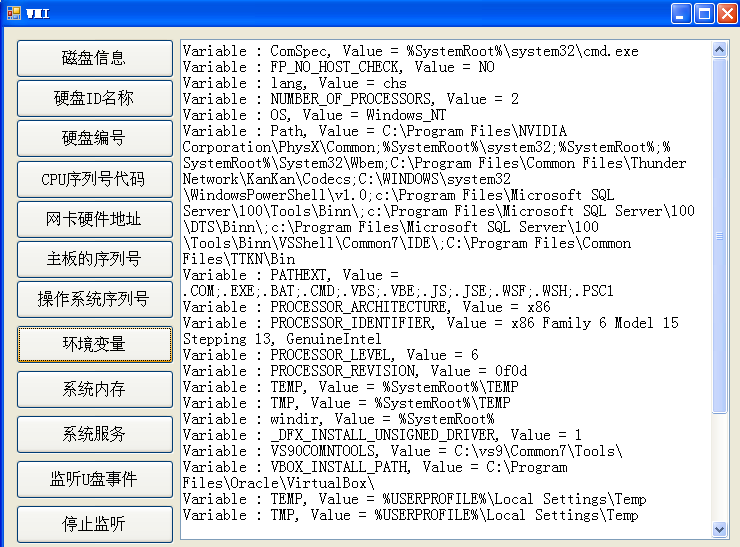 WMI
磁盘信息
硬盘ID名称
硬盘编号
CPU序列号代码
网卡硬件地址
主板的序列号
操作系统序列号
环境变量
系统内存
系统服务
监听U盘事件
停止监听
Variable : ComSpec, Value = %SystemRoot%\system32\cmd.exe
Variable : FP_NO_HOST_CHECK, Value = NO
Variable : lang, Value = chs
Variable : NUMBER_OF_PROCESSORS, Value = 2
Variable : OS, Value = Windows_NT
Variable : Path, Value = C:\Program Files\NVIDIA
Corporation\PhysX\Common;%SystemRoot%\system32;%SystemRoot%;%
SystemRoot%\System32\Wbem;C:\Program Files\Common Files\Thunder
Network\KanKan\Codecs;C:\WINDOWS\system32
\WindowsPowerShell\v1.0;c:\Program Files\Microsoft SQL
Server\100\Tools\Binn\;c:\Program Files\Microsoft SQL Server\100
\DTS\Binn\;c:\Program Files\Microsoft SQL Server\100
\Tools\Binn\VSShell\Common7\IDE\;C:\Program Files\Common
Files\TTKN\Bin
Variable : PATHEXT, Value =
.COM;.EXE;.BAT;.CMD;.VBS;.VBE;.JS;.JSE;.WSF;.WSH;.PSC1
Variable : PROCESSOR_ARCHITECTURE, Value = x86
Variable : PROCESSOR_IDENTIFIER, Value = x86 Family 6 Model 15
Stepping 13, GenuineIntel
Variable : PROCESSOR_LEVEL, Value = 6
Variable : PROCESSOR_REVISION, Value = 0f0d
Variable : TEMP, Value = %SystemRoot%\TEMP
Variable : TMP, Value = %SystemRoot%\TEMP
Variable : windir, Value = %SystemRoot%
Variable : _DFX_INSTALL_UNSIGNED_DRIVER, Value = 1
Variable : VS90COMNTOOLS, Value = C:\vs9\Common7\Tools\
Variable : VBOX_INSTALL_PATH, Value = C:\Program
Files\Oracle\VirtualBox\
Variable : TEMP, Value = %USERPROFILE%\Local Settings\Temp
Variable : TMP, Value = %USERPROFILE%\Local Settings\Temp